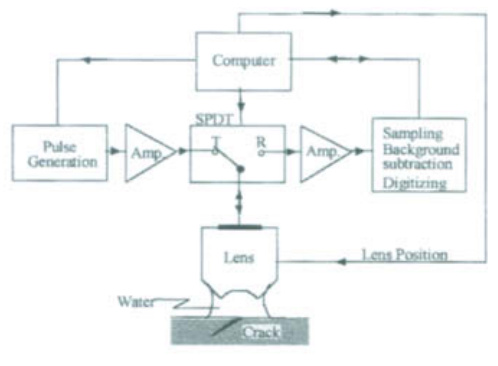 Computer
SPDT
Pulse
Generation
Amp.
T
R
Amp.
Sampling
Background
subtraction
Digitizing
Lens
Lens Position
Water
Crack